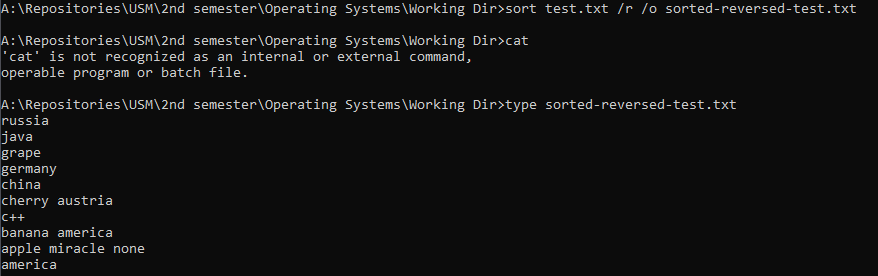 A:\Repositories\USM\2nd semester\Operating Systems\Working Dir>sort test.txt /r /o sorted-reversed-test.txt
A:\Repositories\USM\2nd semester\Operating Systems\Working Dir>cat
'cat' is not recognized as an internal or external command,
operable program or batch file.
A:\Repositories\USM\2nd semester\Operating Systems\Working Dir>type sorted-reversed-test.txt
russia
java
grape
germany
china
cherry austria
c++
banana america
apple miracle none
america